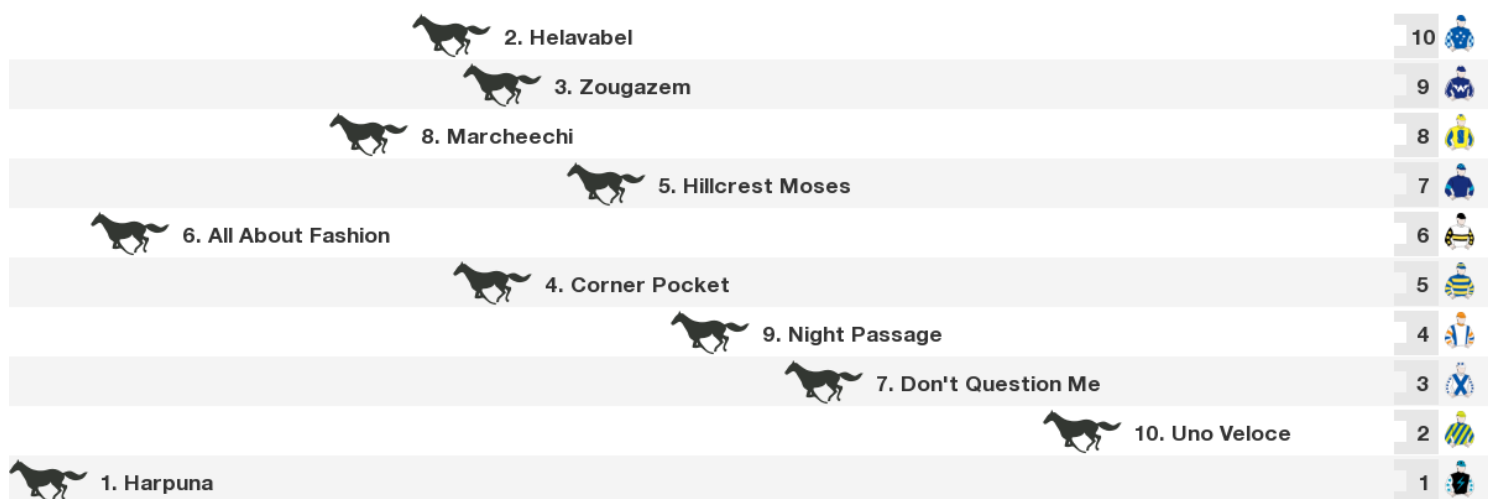 2. Helavabel 10
3. Zougazem 9
8. Marcheechi 8
5. Hillcrest Moses 7
6. All About Fashion 6
4. Corner Pocket 5
9. Night Passage 4
7. Don't Question Me 3
10. Uno Veloce 2
1. Harpuna 1